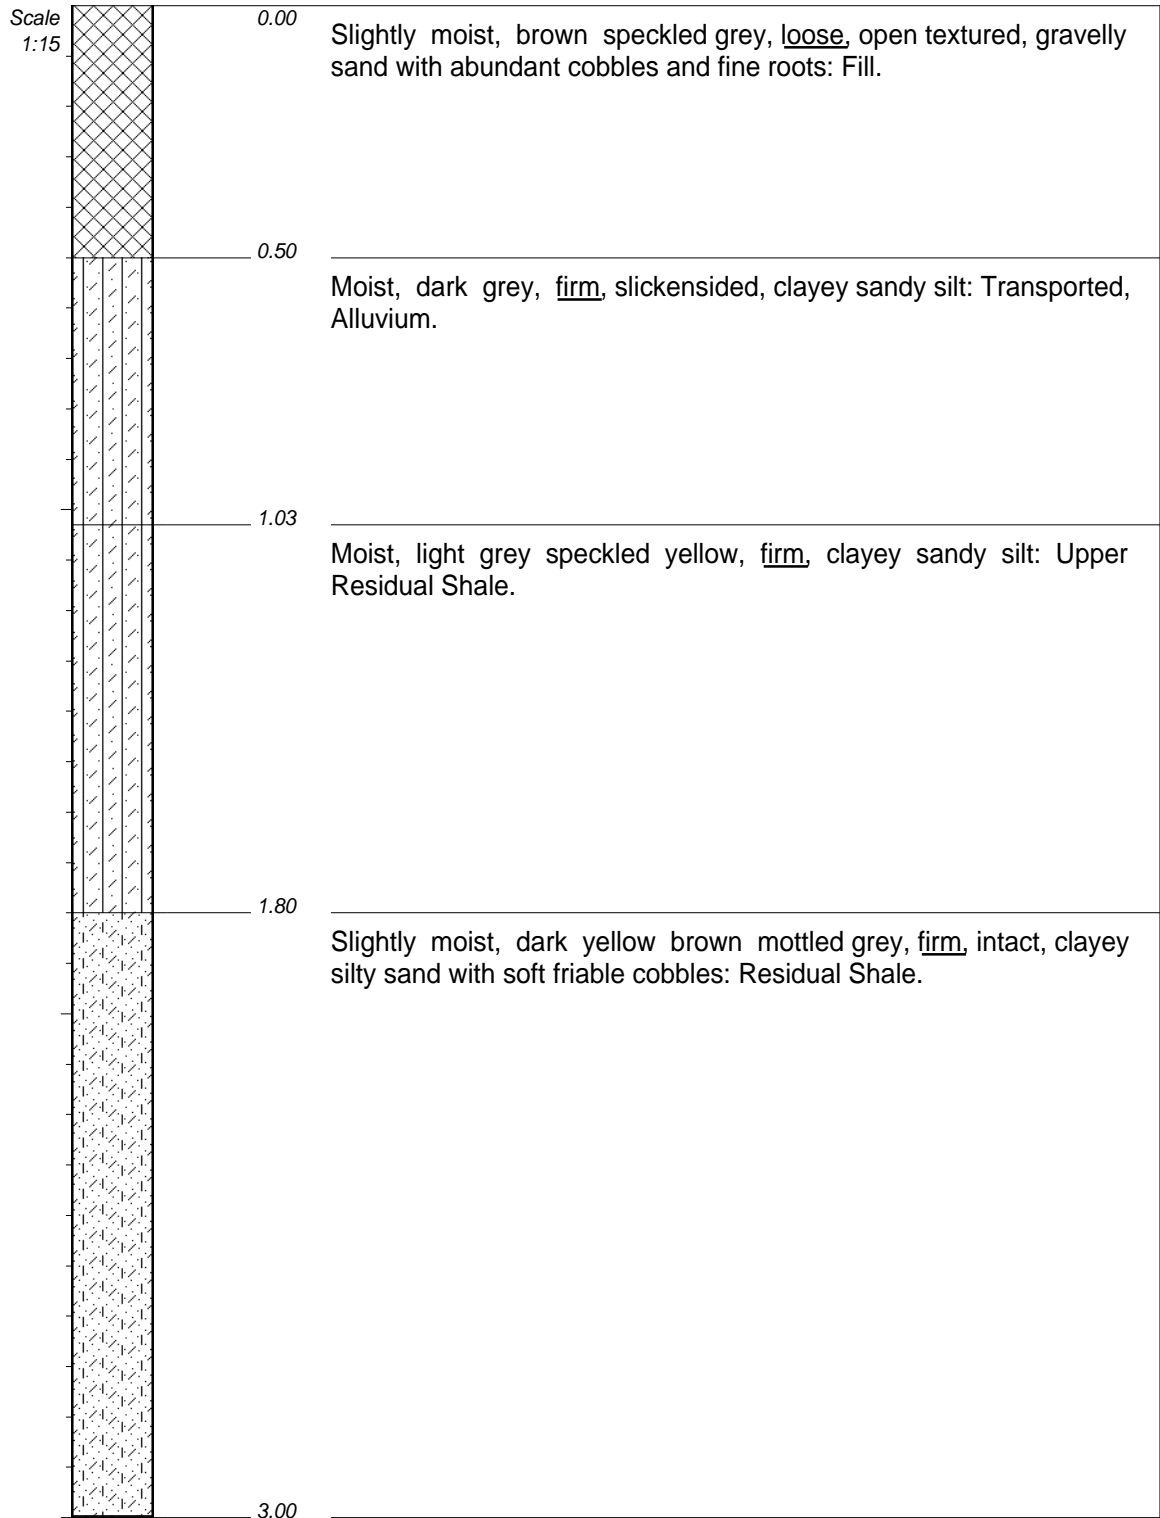 Scale
1:15
0.00
Slightly moist, brown speckled grey, loose, open textured, gravelly
sand with abundant cobbles and fine roots: Fill.
0.50
Moist, dark grey, firm, slickensided, clayey sandy silt: Transported,
Alluvium.
1.03
Moist, light grey speckled yellow, firm, clayey sandy silt: Upper
Residual Shale.
1.80
Slightly moist, dark yellow brown mottled grey, firm, intact, clayey
silty sand with soft friable cobbles: Residual Shale.
3.00